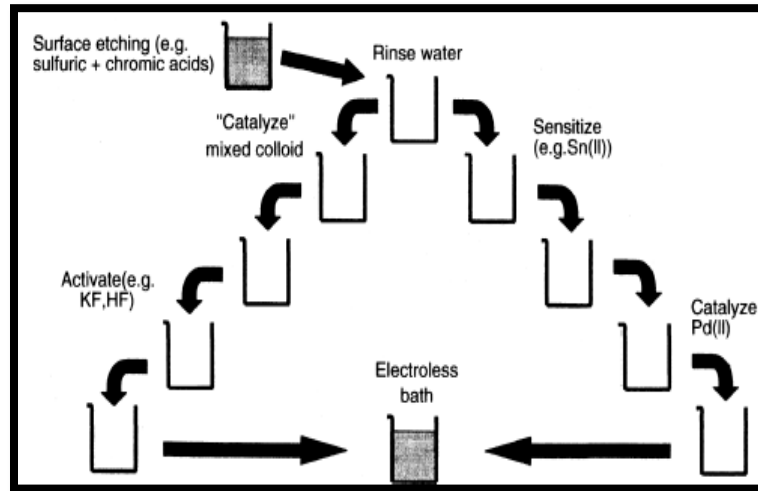 Surface etching (e.g.
sulfuric + chromic acids)
Rinse water
"Catalyze"
mixed colloid
Sensitize
(e.g.Sn(II))
Activate(e.g.
KF,HF)
Catalyze
Pd(II)
Electroless
bath